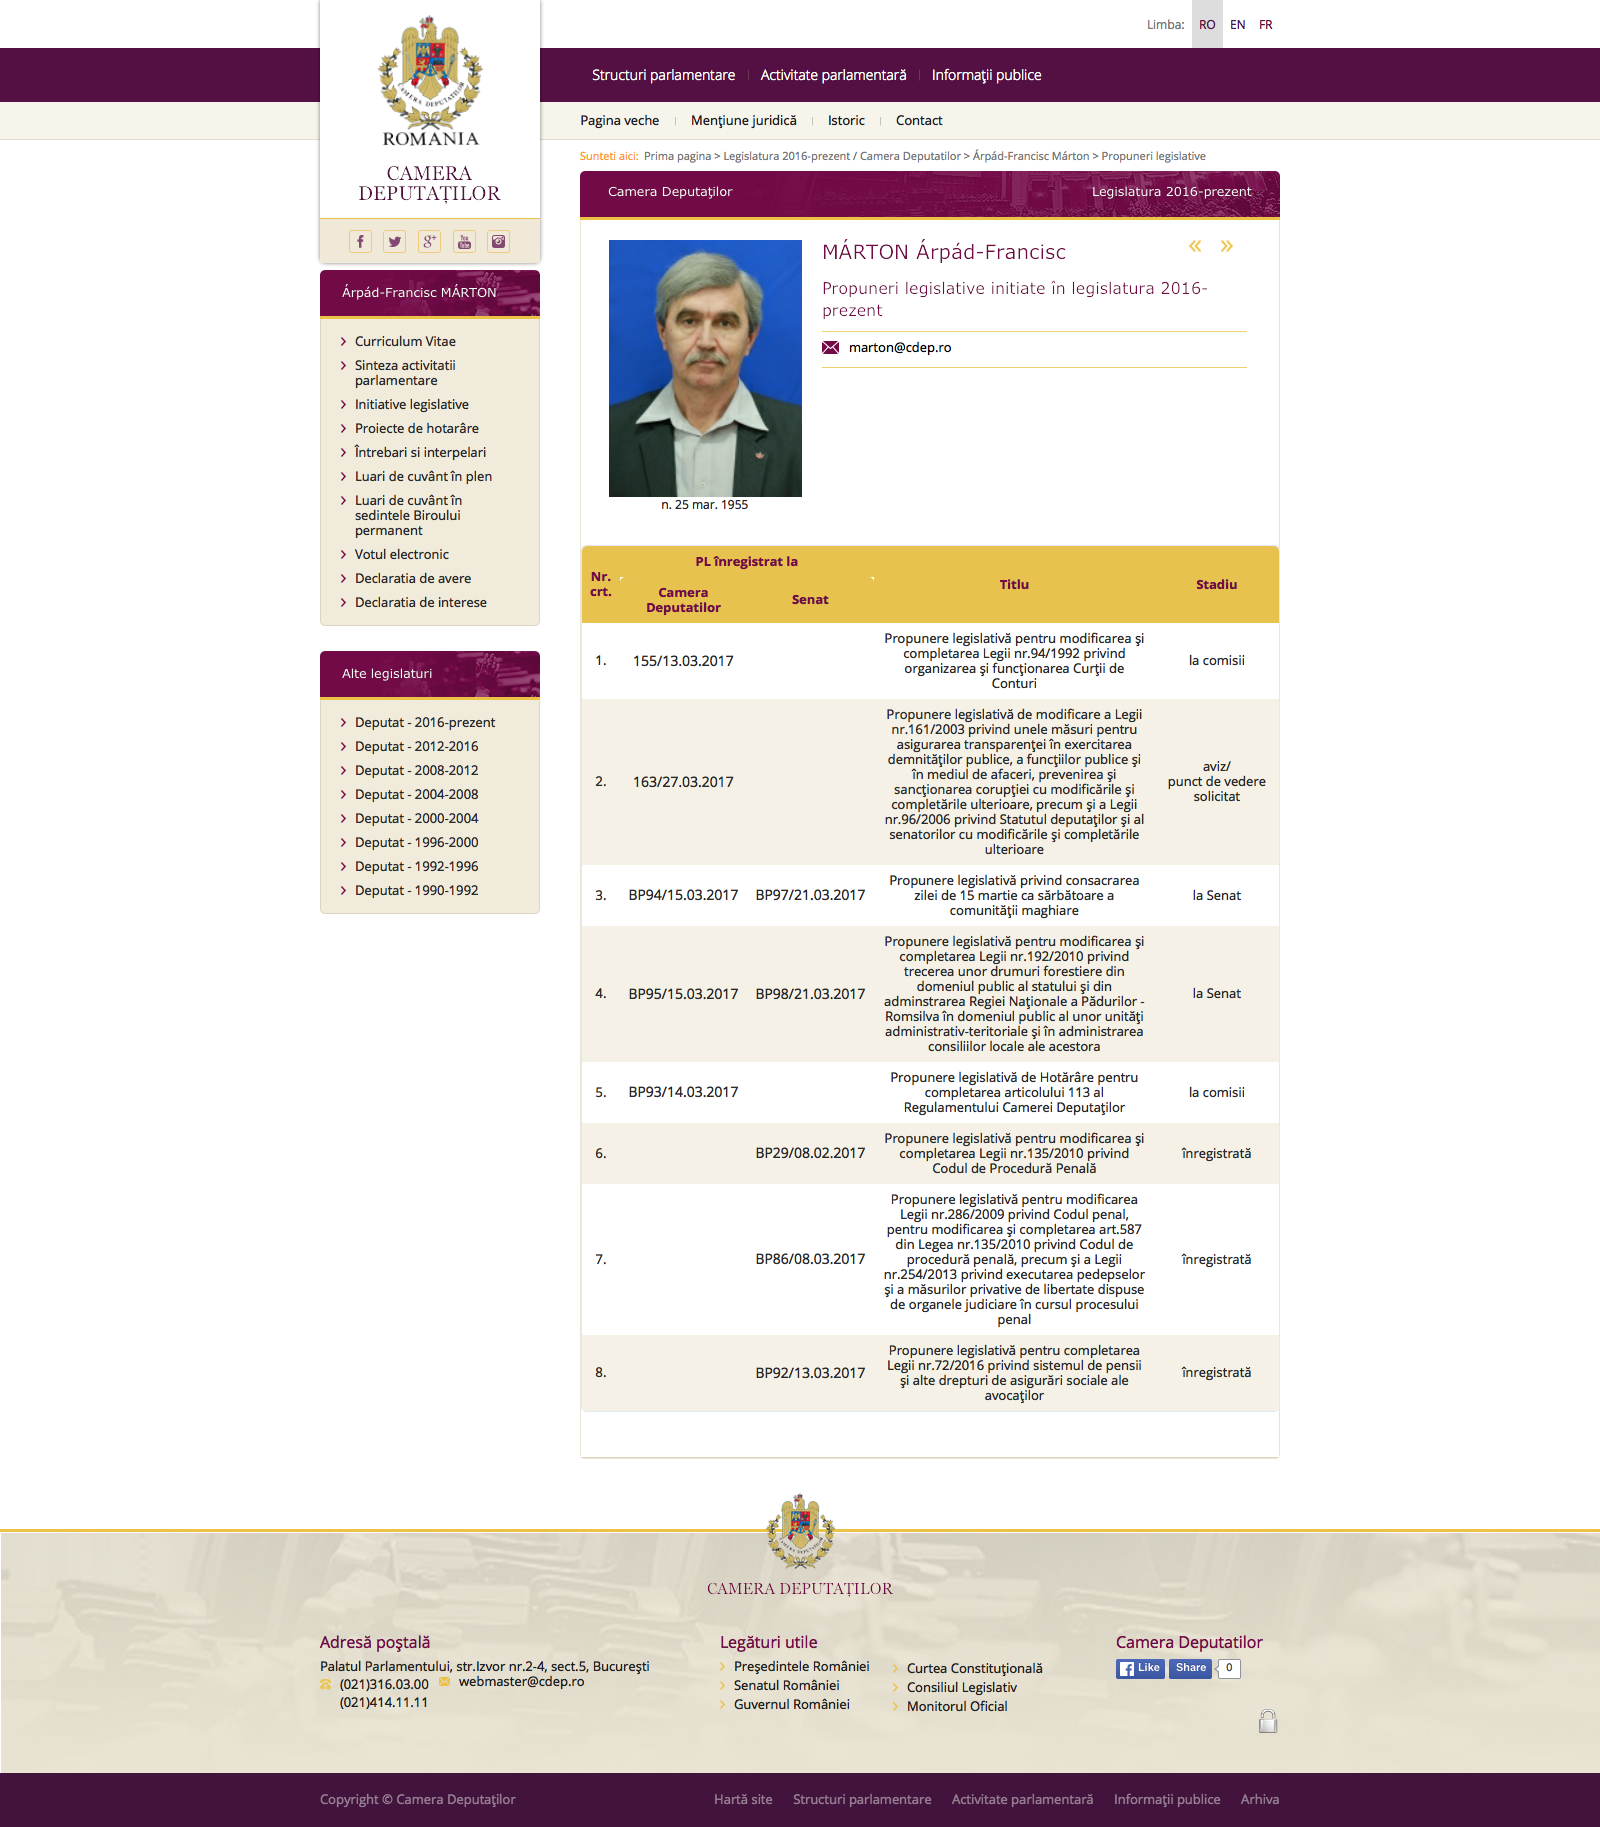 Limba: RO EN FR
Structuri parlamentare
Activitate parlamentară
Informaţii publice
ROMANIA
CAMERA
DEPUTAŢILOR
Pagina veche
Menţiune juridică
Istoric
Contact
Sunteti aici: Prima pagina > Legislatura 2016-prezent / Camera Deputatilor > Árpád-Francisc Márton > Propuneri legislative
Camera Deputaţilor
Legislatura 2016-prezent
Árpád-Francisc MÁRTON
Curriculum Vitae
Sinteza activitatii
parlamentare
Initiative legislative
Proiecte de hotarâre
Întrebari si interpelari
Luari de cuvânt în plen
Luari de cuvânt în
sedintele Biroului
permanent
Votul electronic
Declaratia de avere
Declaratia de interese
Alte legislaturi
Deputat - 2016-prezent
Deputat - 2012-2016
Deputat - 2008-2012
Deputat - 2004-2008
Deputat - 2000-2004
Deputat - 1996-2000
Deputat - 1992-1996
Deputat - 1990-1992
MÁRTON Árpád-Francisc
Propuneri legislative initiate în legislatura 2016-
prezent
marton@cdep.ro
n. 25 mar. 1955
Nr.
crt.
PL înregistrat la
Camera
Deputatilor
Senat
Titlu
Stadiu
1.
155/13.03.2017
Propunere legislativă pentru modificarea şi
completarea Legii nr.94/1992 privind
organizarea şi funcţionarea Curţii de
Conturi
la comisii
2.
163/27.03.2017
Propunere legislativă de modificare a Legii
nr.161/2003 privind unele măsuri pentru
asigurarea transparenţei în exercitarea
demnităţilor publice, a funcţiilor publice şi
în mediul de afaceri, prevenirea şi
sancţionarea corupţiei cu modificările şi
completările ulterioare, precum şi a Legii
nr.96/2006 privind Statutul deputaţilor şi al
senatorilor cu modificările şi completările
ulterioare
aviz/
punct de vedere
solicitat
3.
BP94/15.03.2017
BP97/21.03.2017
Propunere legislativă privind consacrarea
zilei de 15 martie ca sărbătoare a
comunităţii maghiare
la Senat
4.
BP95/15.03.2017
BP98/21.03.2017
Propunere legislativă pentru modificarea şi
completarea Legii nr.192/2010 privind
trecerea unor drumuri forestiere din
domeniul public al statului şi din
adminstrarea Regiei Naţionale a Pădurilor -
Romsilva în domeniul public al unor unităţi
administrativ-teritoriale şi în administrarea
consiliilor locale ale acestora
la Senat
5.
BP93/14.03.2017
Propunere legislativă de Hotărâre pentru
completarea articolului 113 al
Regulamentului Camerei Deputaţilor
la comisii
6.
BP29/08.02.2017
Propunere legislativă pentru modificarea şi
completarea Legii nr.135/2010 privind
Codul de Procedură Penală
înregistrată
7.
BP86/08.03.2017
Propunere legislativă pentru modificarea
Legii nr.286/2009 privind Codul penal,
pentru modificarea şi completarea art.587
din Legea nr.135/2010 privind Codul de
procedură penală, precum şi a Legii
nr.254/2013 privind executarea pedepselor
şi a măsurilor privative de libertate dispuse
de organele judiciare în cursul procesului
penal
înregistrată
8.
BP92/13.03.2017
Propunere legislativă pentru completarea
Legii nr.72/2016 privind sistemul de pensii
şi alte drepturi de asigurări sociale ale
avocaţilor
înregistrată
CAMERA DEPUTAŢILOR
Adresă poştală
Palatul Parlamentului, str.Izvor nr.2-4, sect.5, Bucureşti
(021)316.03.00
webmaster@cdep.ro
(021)414.11.11
Legături utile
Preşedintele României
Senatul României
Guvernul României
Curtea Constituţională
Consiliul Legislativ
Monitorul Oficial
Camera Deputatilor
Like
Share
0
Copyright © Camera Deputaţilor
Hartă site
Structuri parlamentare
Activitate parlamentară
Informaţii publice
Arhiva